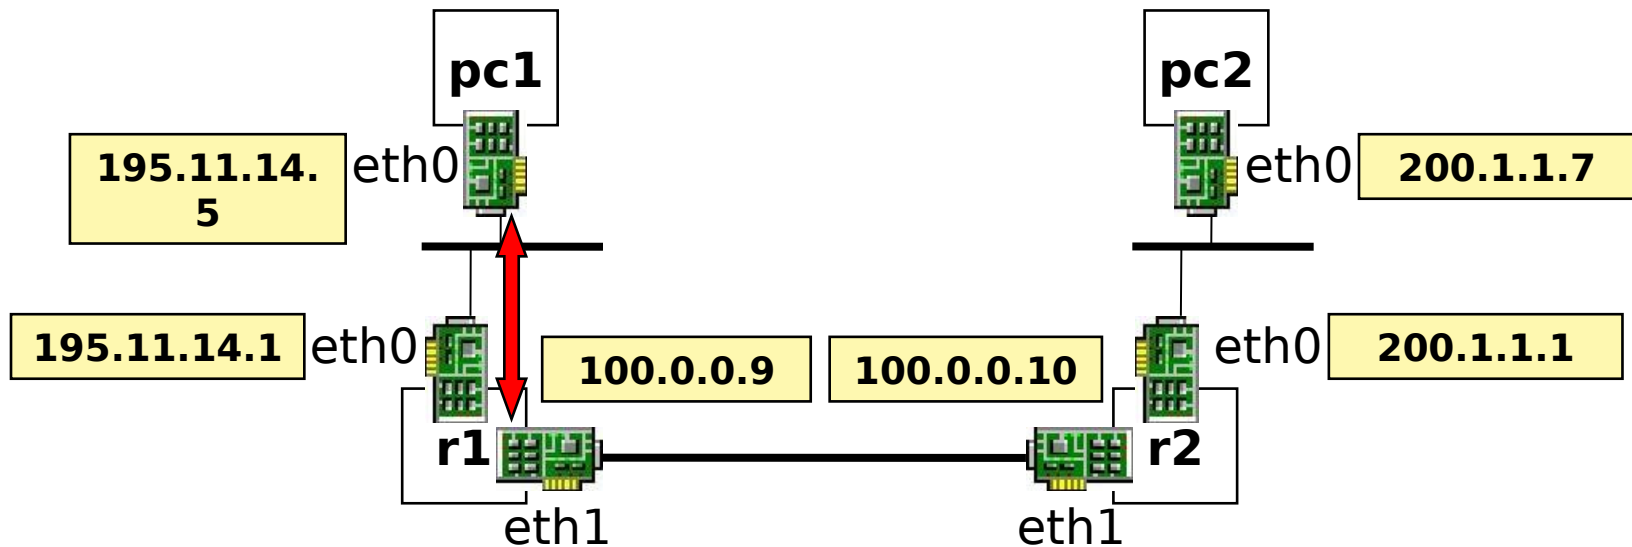 pc1
pc2
195.11.14.
5
eth0
eth0
200.1.1.7
195.11.14.1
eth0
100.0.0.9
100.0.0.10
eth0
200.1.1.1
r1
r2
eth1
eth1